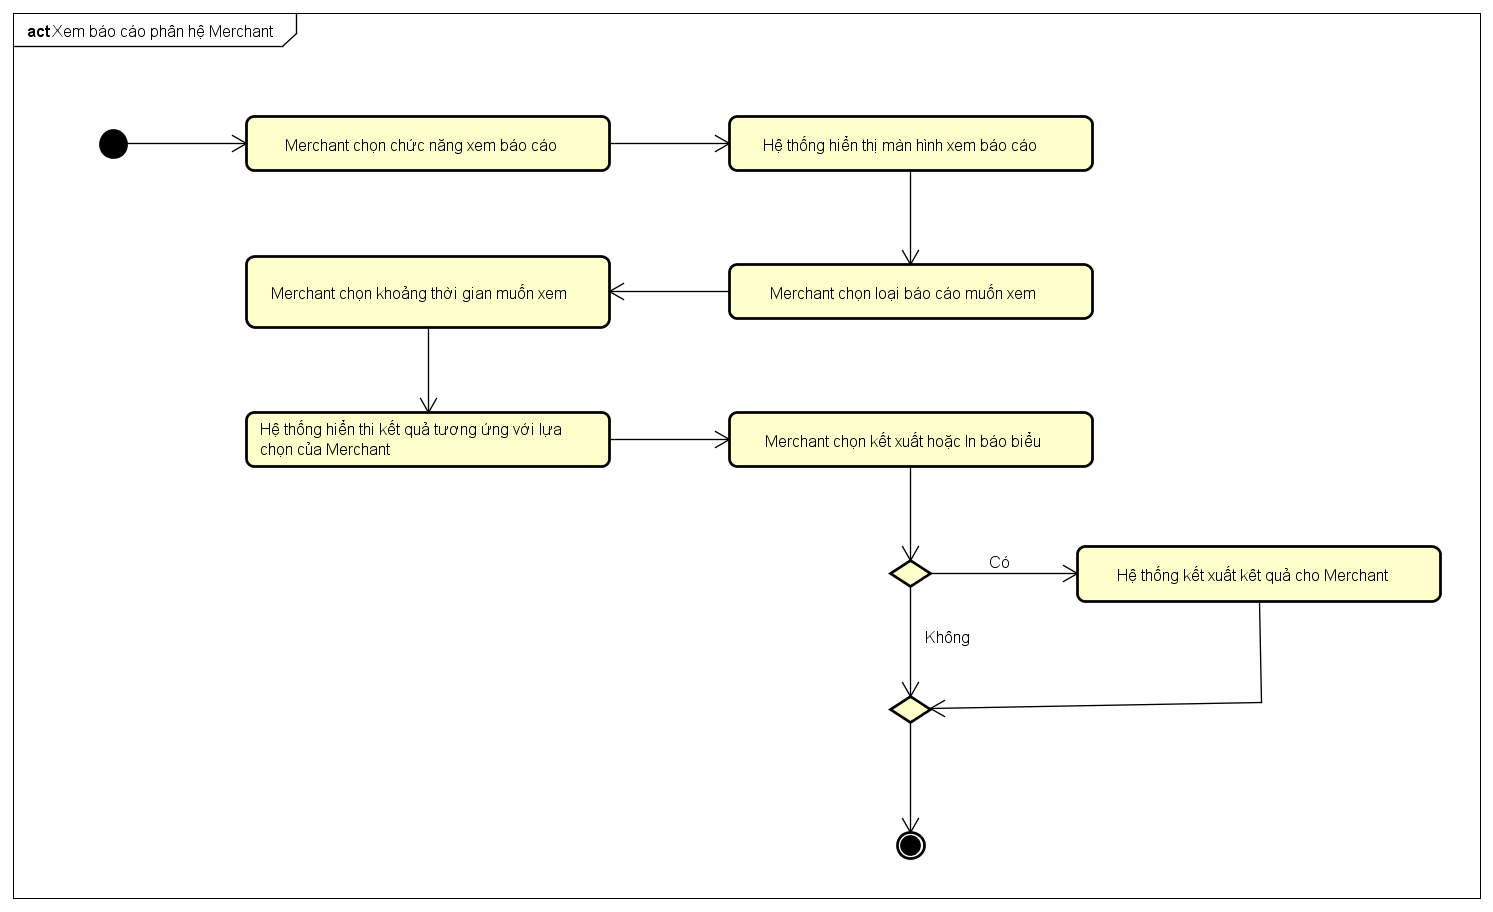 act Xem báo cáo phân hệ Merchant
Merchant chọn chức năng xem báo cáo
Hệ thống hiển thị màn hình xem báo cáo
Merchant chọn khoảng thời gian muốn xem
Merchant chọn loại báo cáo muốn xem
Hệ thống hiển thi kết quả tương ứng với lựa
chọn của Merchant
Merchant chọn kết xuất hoặc In báo biểu
Có
Hệ thống kết xuất kêt quả cho Merchant
Không